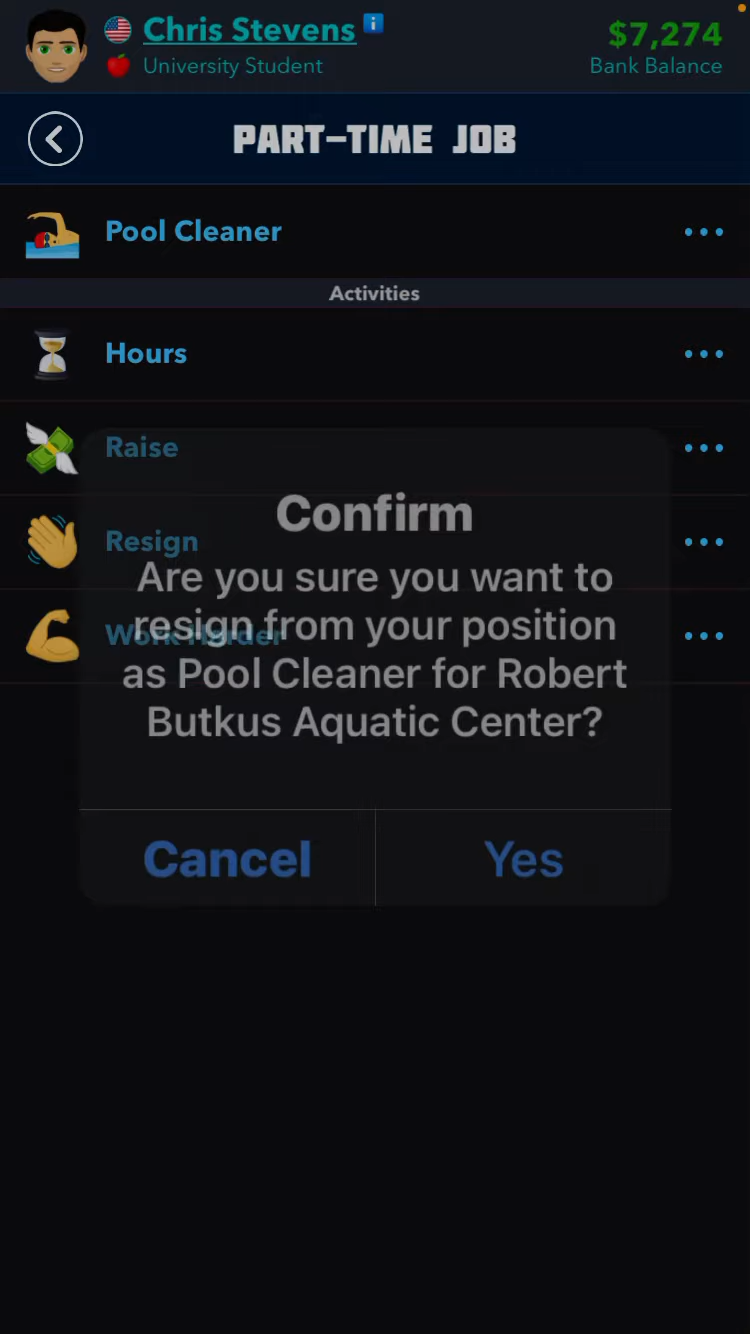 Chris Stevens
$7,274
University Student
Bank Balance
PART-TIME JOB
Pool Cleaner
Activities
Hours
Raise
Resign
Work Harder
Confirm
Are you sure you want to
resign from your position
as Pool Cleaner for Robert
Butkus Aquatic Center?
Cancel
Yes